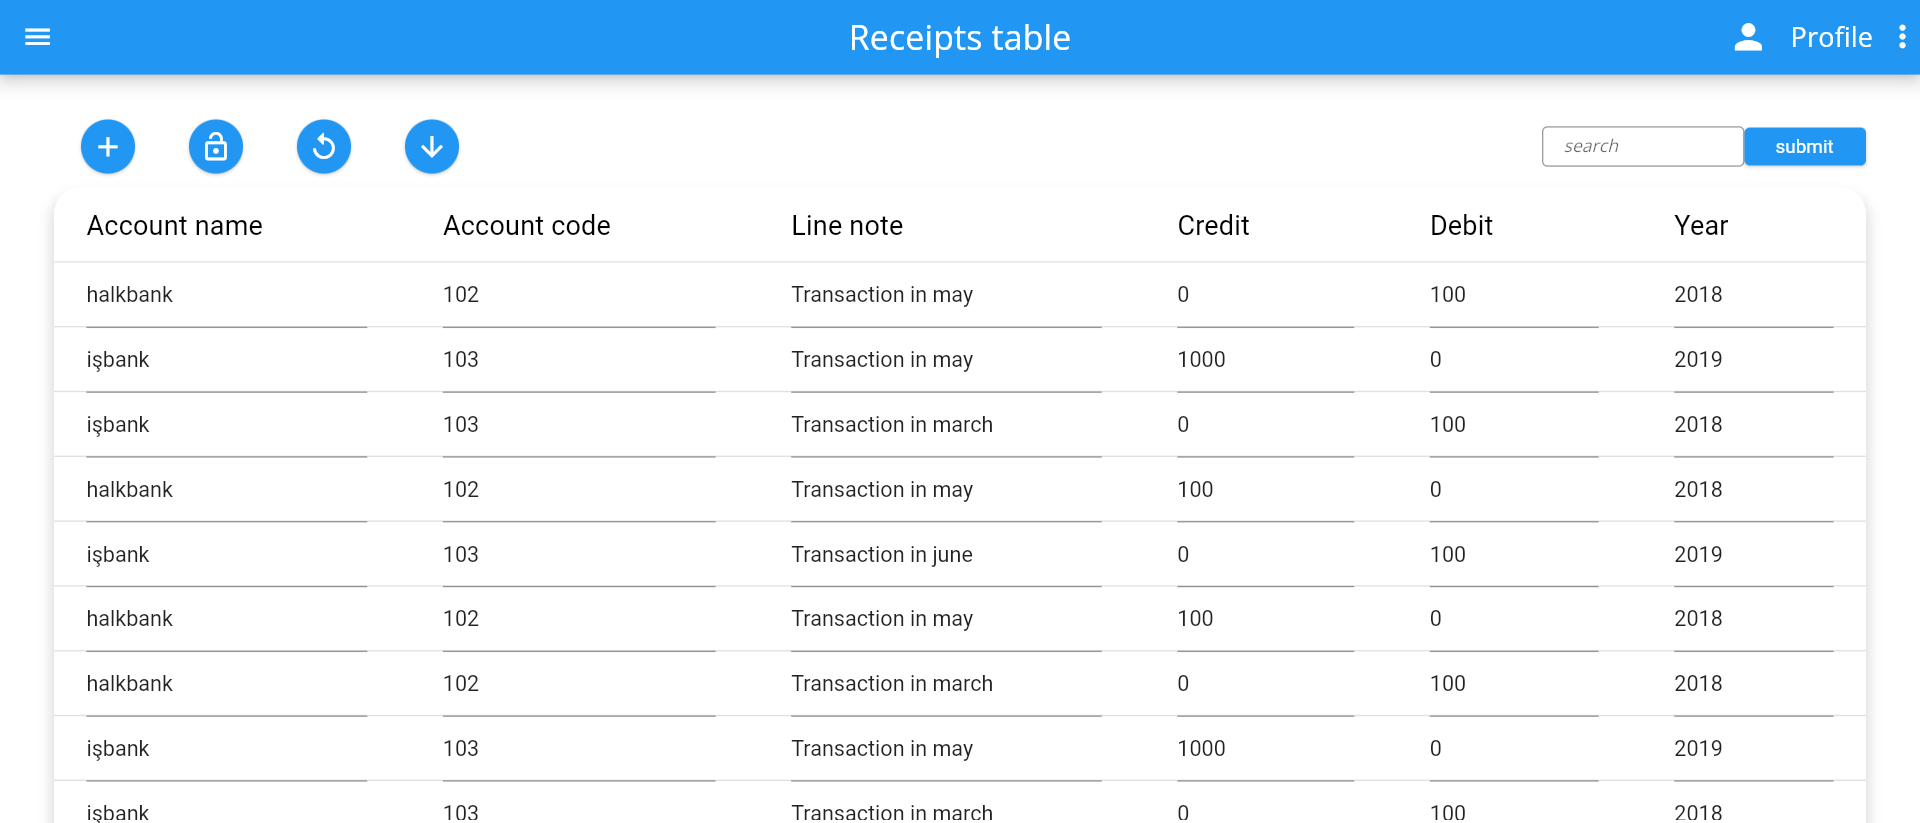 Receipts table Profile
search submit
Account name Account code Line note Credit Debit Year
halkbank 102 Transaction in may 0 100 2018
işbank 103 Transaction in may 1000 0 2019
işbank 103 Transaction in march 0 100 2018
halkbank 102 Transaction in may 100 0 2018
işbank 103 Transaction in june 0 100 2019
halkbank 102 Transaction in may 100 0 2018
halkbank 102 Transaction in march 0 100 2018
işbank 103 Transaction in may 1000 0 2019
işbank 103 Transaction in march 0 100 2018